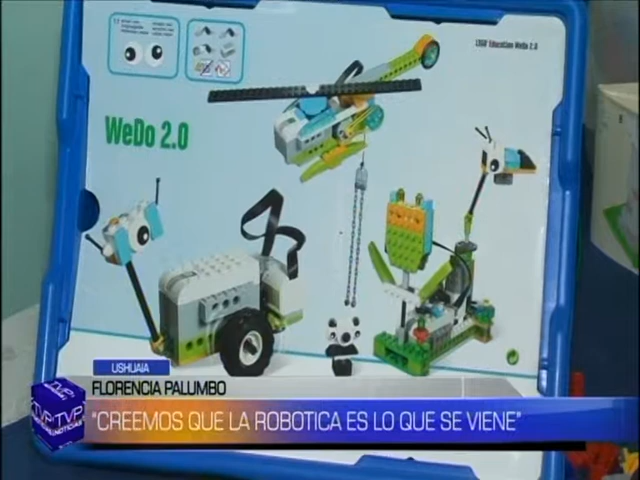 LEGO Education WeDo 2.0
WeDo 2.0
USHUAIA
FLORENCIA PALUMBO
"CREEMOS QUE LA ROBOTICA ES LO QUE SE VIENE"
TVP
NOTICIAS